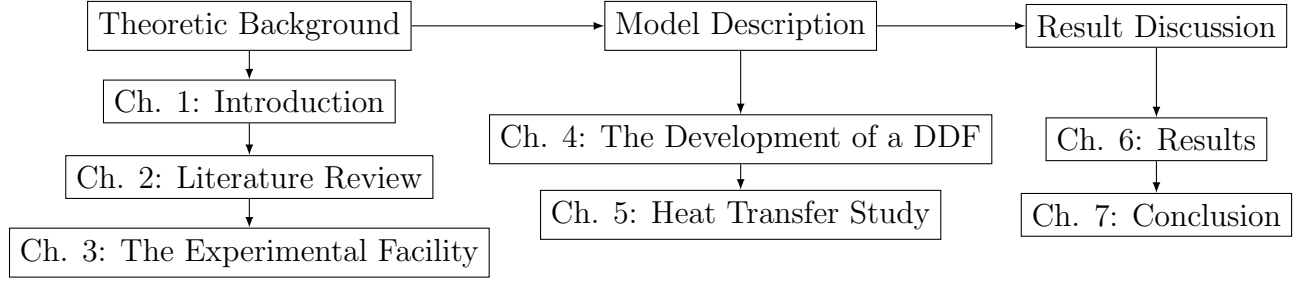 Theoretic Background
Model Description
Result Discussion
Ch. 1: Introduction
Ch. 2: Literature Review
Ch. 3: The Experimental Facility
Ch. 4: The Development of a DDF
Ch. 5: Heat Transfer Study
Ch. 6: Results
Ch. 7: Conclusion